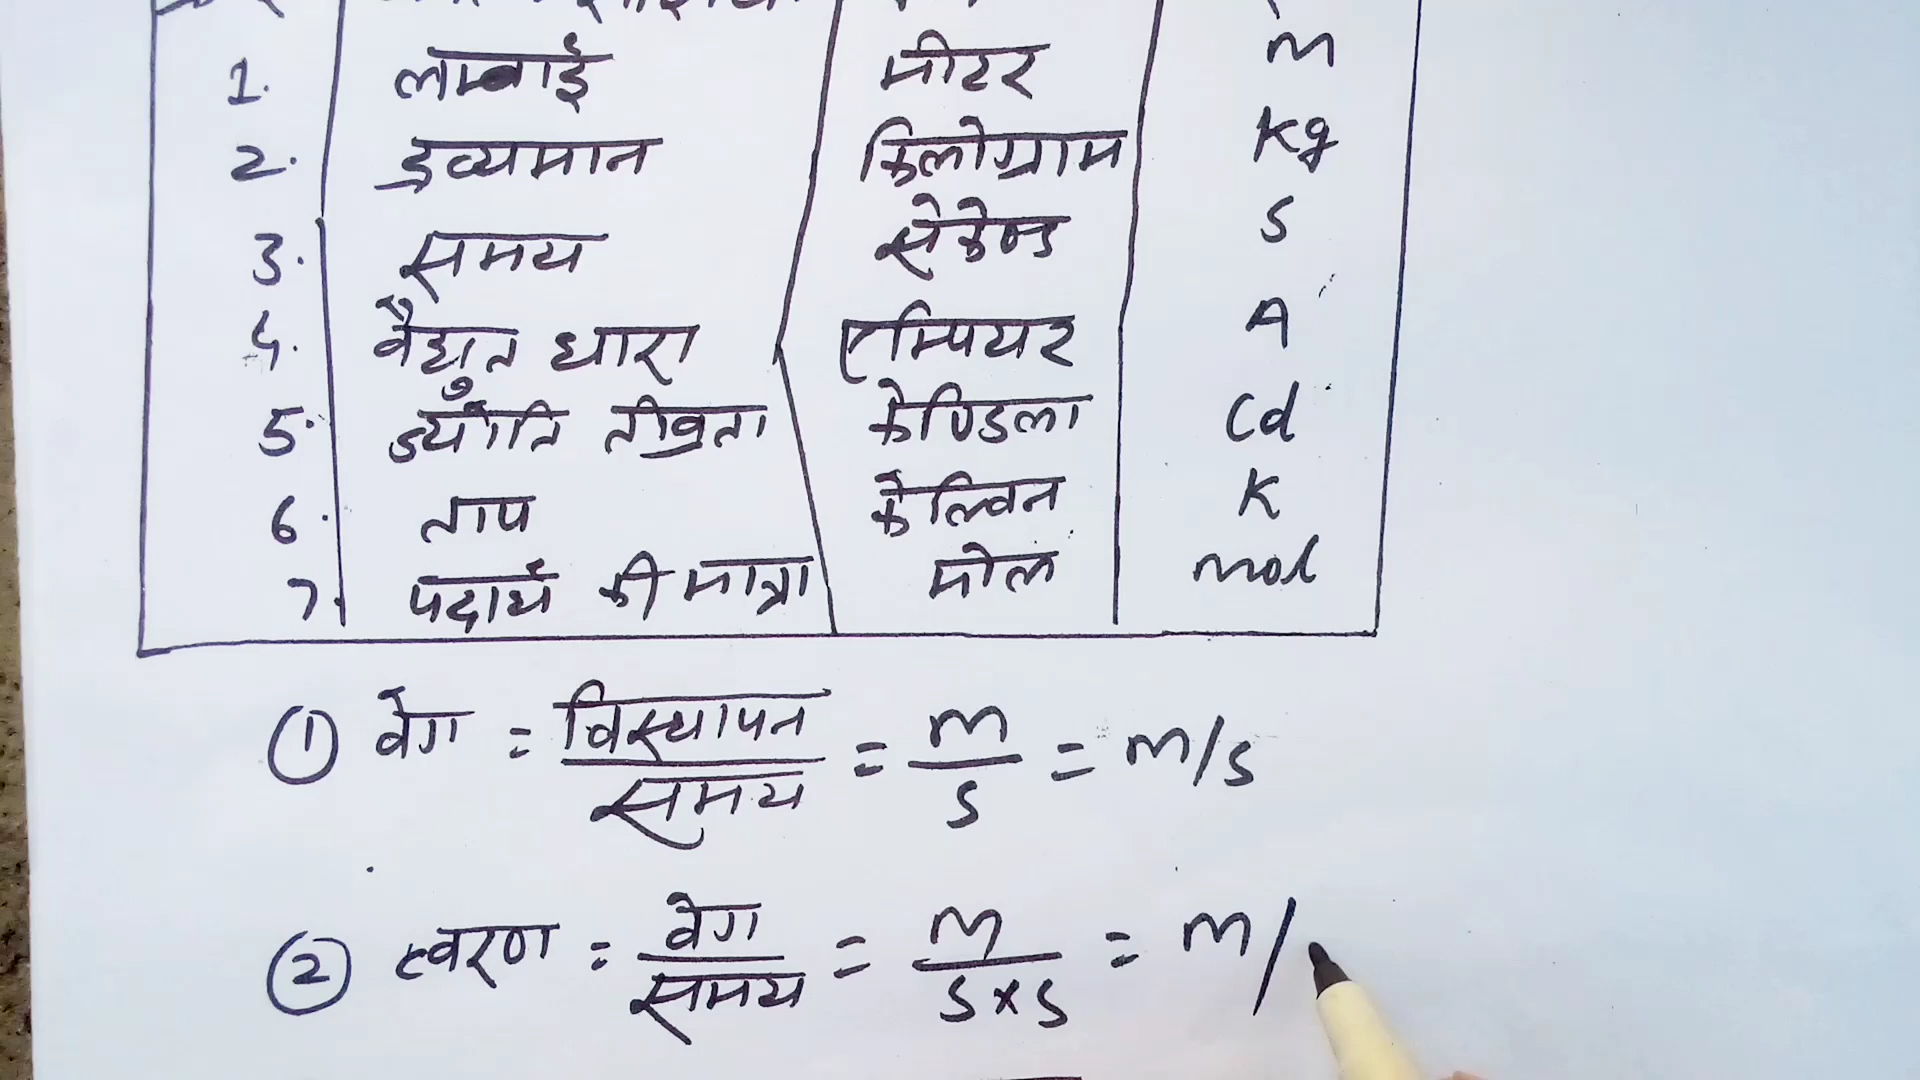 1. लम्बाई मीटर m
2. द्रव्यमान किलोग्राम Kg
3. समय सेकेण्ड s
4. वैद्युत धारा एम्पियर A
5. ज्योति तीव्रता केण्डिला Cd
6. ताप केल्विन K
7. पदार्थ की मात्रा मोल mol
① वेग = विस्थापन / समय = m / s = m/s
② त्वरण = वेग / समय = m / s×s = m/